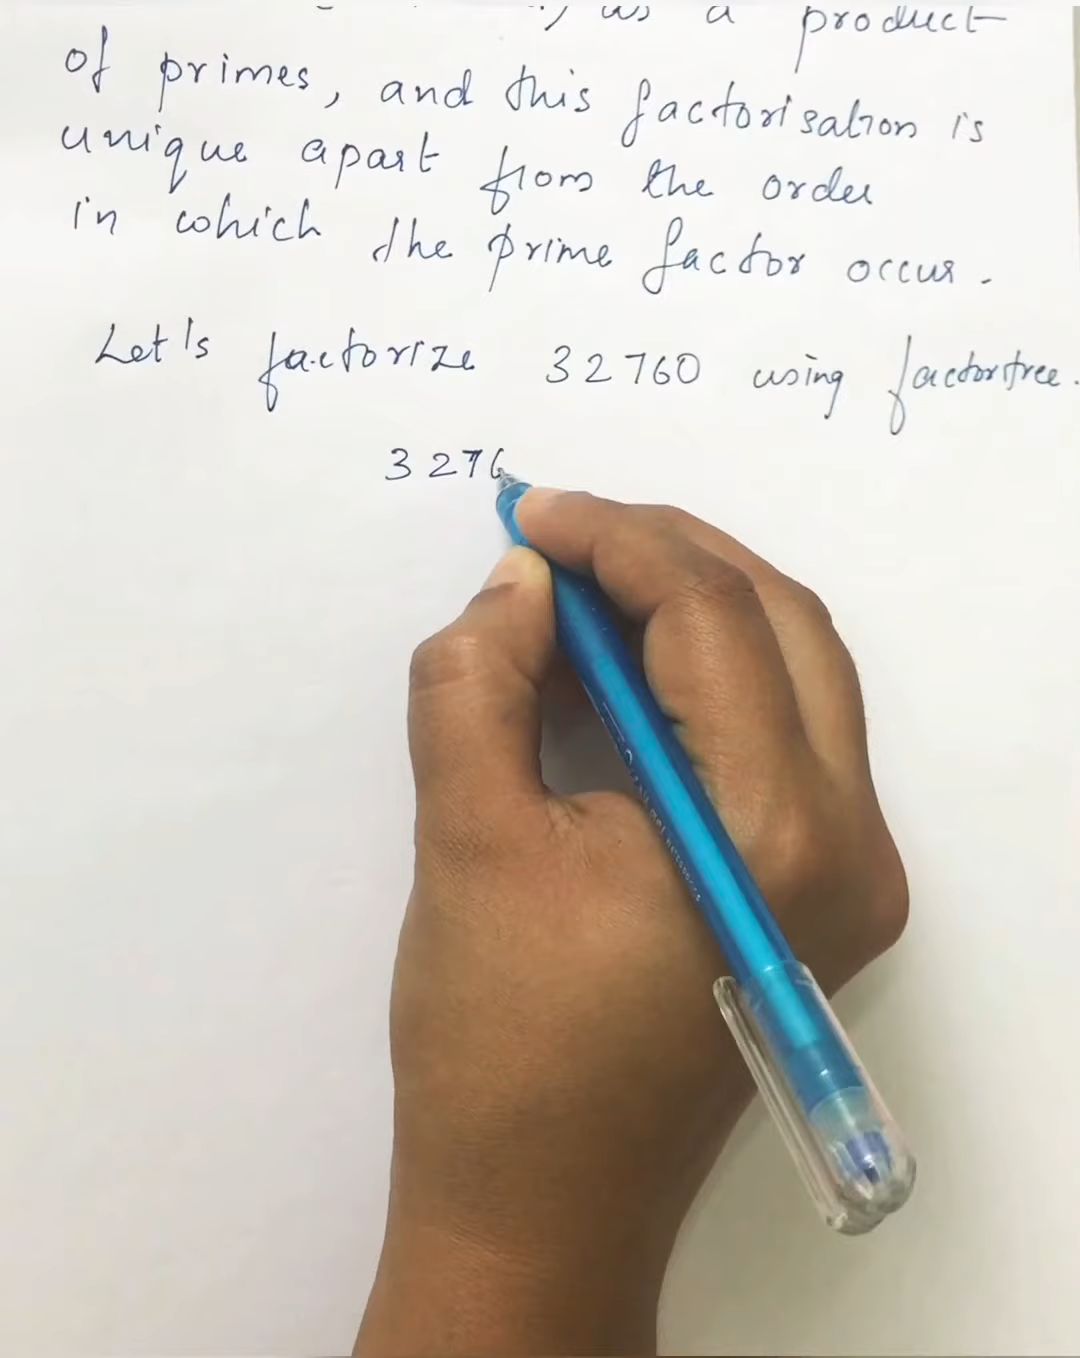 as a product
of primes, and this factorisation is
unique apart from the order
in which the prime factor occur.
Let's factorize 32760 using factortree.
3276